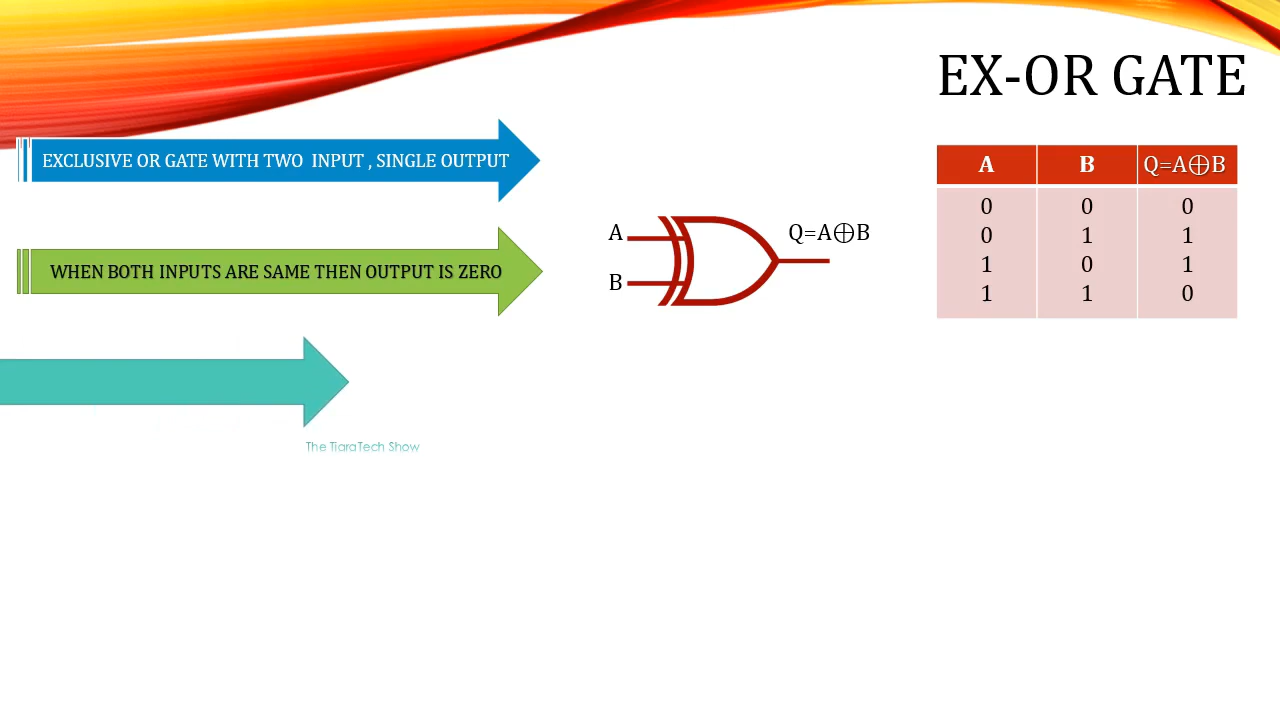 EX-OR GATE
EXCLUSIVE OR GATE WITH TWO INPUT , SINGLE OUTPUT
WHEN BOTH INPUTS ARE SAME THEN OUTPUT IS ZERO
The TiaraTech Show
A
B
Q=A⊕B
A B Q=A⊕B
0 0 0
0 1 1
1 0 1
1 1 0